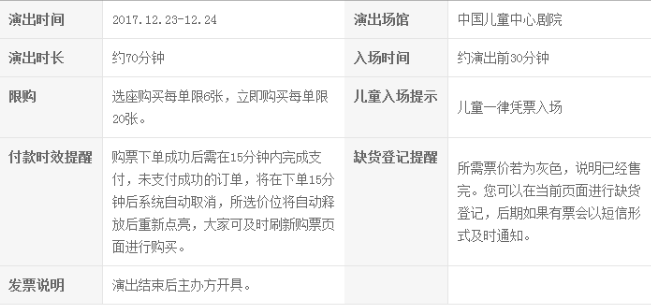 演出时间 2017.12.23-12.24 演出场馆 中国儿童中心剧院
演出时长 约70分钟 入场时间 约演出前30分钟
限购 选座购买每单限6张，立即购买每单限
20张。
儿童入场提示 儿童一律凭票入场
付款时效提醒 购票下单成功后需在15分钟内完成支
付，未支付成功的订单，将在下单15分
钟后系统自动取消，所选价位将自动释
放后重新点亮，大家可及时刷新购票页
面进行购买。
缺货登记提醒 所需票价若为灰色，说明已经售
完。您可以在当前页面进行缺货
登记，后期如果有票会以短信形
式及时通知。
发票说明 演出结束后主办方开具。